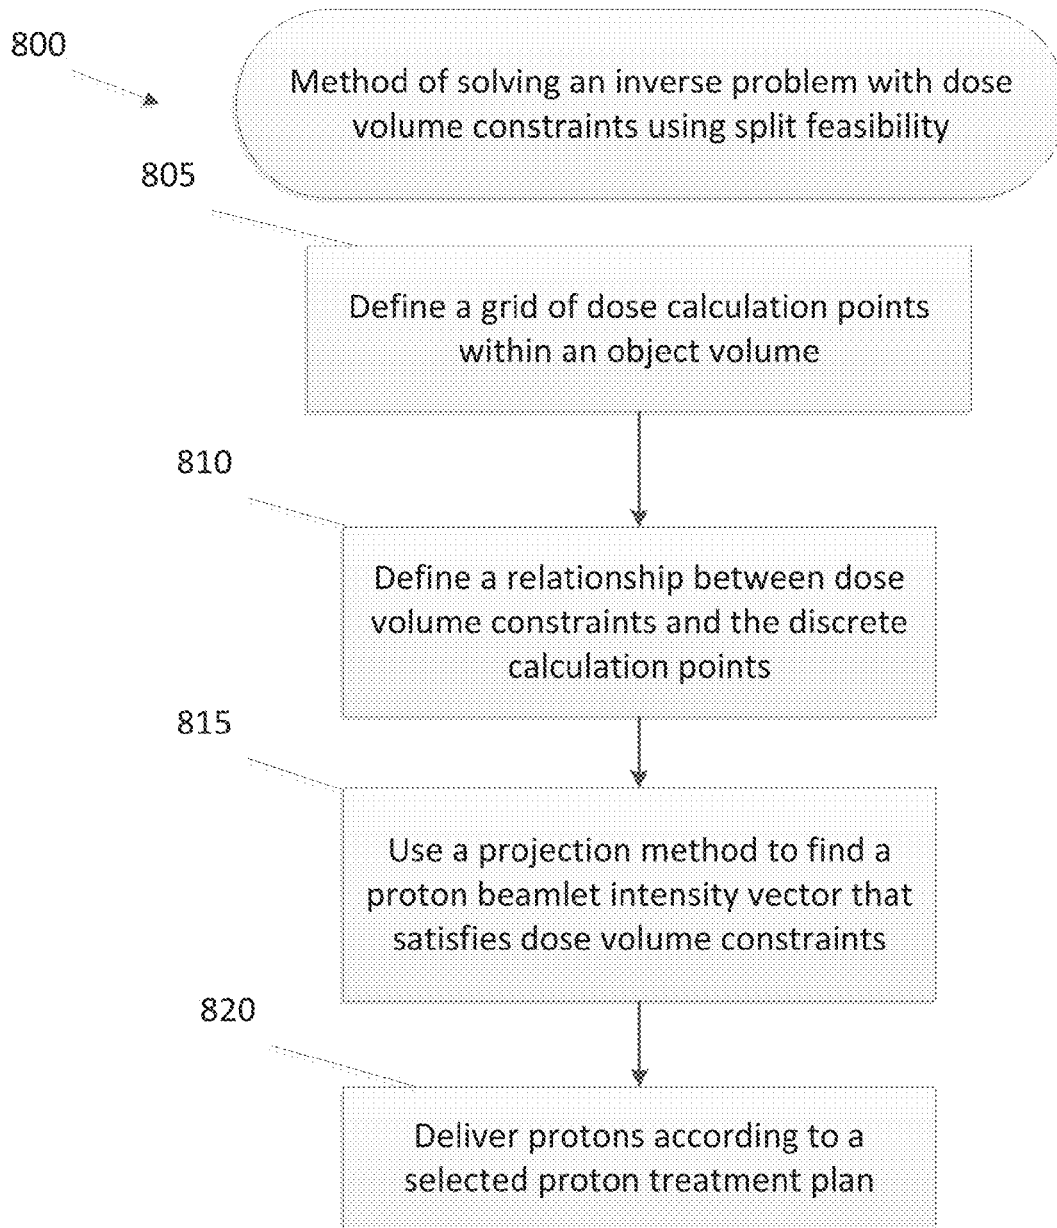 800
Method of solving an inverse problem with dose
volume constraints using split feasibility
805
Define a grid of dose calculation points
within an object volume
810
Define a relationship between dose
volume constraints and the discrete
calculation points
815
Use a projection method to find a
proton beamlet intensity vector that
satisfies dose volume constraints
820
Deliver protons according to a
selected proton treatment plan